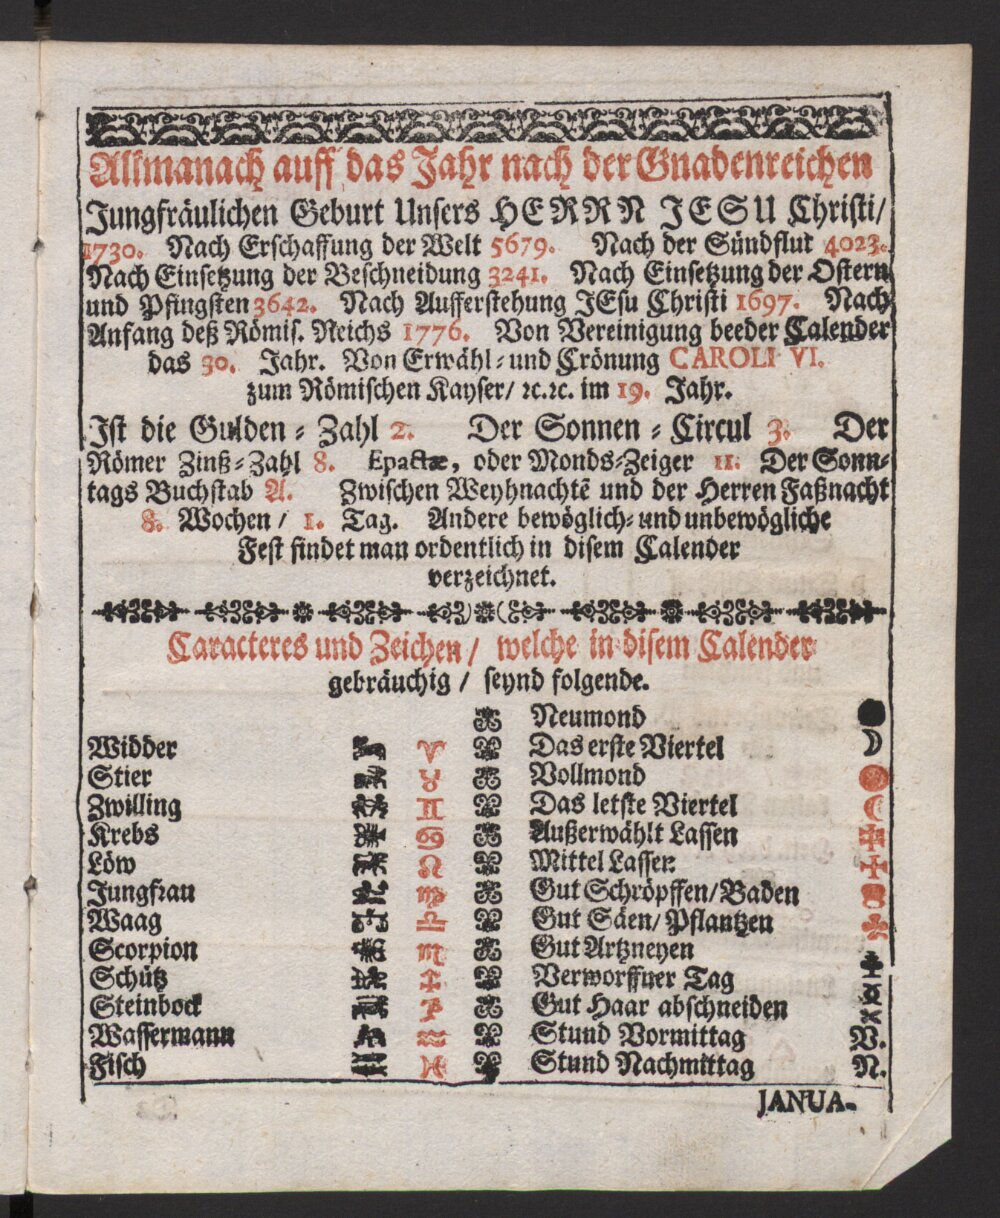 Allmanach auff das Jahr nach der Gnadenreichen
Jungfräulichen Geburt Unsers HERRN JESU Christi/
1730. Nach Erschaffung der Welt 5679. Nach der Sündflut 4023.
Nach Einsetzung der Beschneidung 3241. Nach Einsetzung der Ostern
und Pfingsten 3642. Nach Aufferstehung JEsu Christi 1697. Nach
Anfang deß Römis. Reichs 1776. Von Vereinigung beeder Calender
das 30. Jahr. Von Erwähl- und Crönung CAROLI VI.
zum Römischen Kayser/ ꝛc.ꝛc. im 19. Jahr.
Ist die Gulden-Zahl 2. Der Sonnen-Circul 3. Der
Römer Zinß-Zahl 8. Epactæ, oder Monds-Zeiger 11. Der Sonn-
tags Buchstab A. Zwischen Weyhnachtē und der Herren Faßnacht
8. Wochen/ 1. Tag. Andere bewöglich- und unbewögliche
Fest findet man ordentlich in disem Calender
verzeichnet.
Caracteres und Zeichen/ welche in disem Calender
gebräuchig/ seynd folgende.
Neumond ●
Widder ♈ Das erste Viertel ☽
Stier ♉ Vollmond
Zwilling ♊ Das letste Viertel ☾
Krebs ♋ Außerwählt Lassen
Löw ♌ Mittel Lassen
Jungfrau ♍ Gut Schröpffen/Baden
Waag ♎ Gut Säen/Pflantzen
Scorpion ♏ Gut Artzneyen
Schütz ♐ Verworffner Tag
Steinbock ♑ Gut Haar abschneiden
Wassermann ♒ Stund Vormittag V.
Fisch ♓ Stund Nachmittag N.
JANUA-